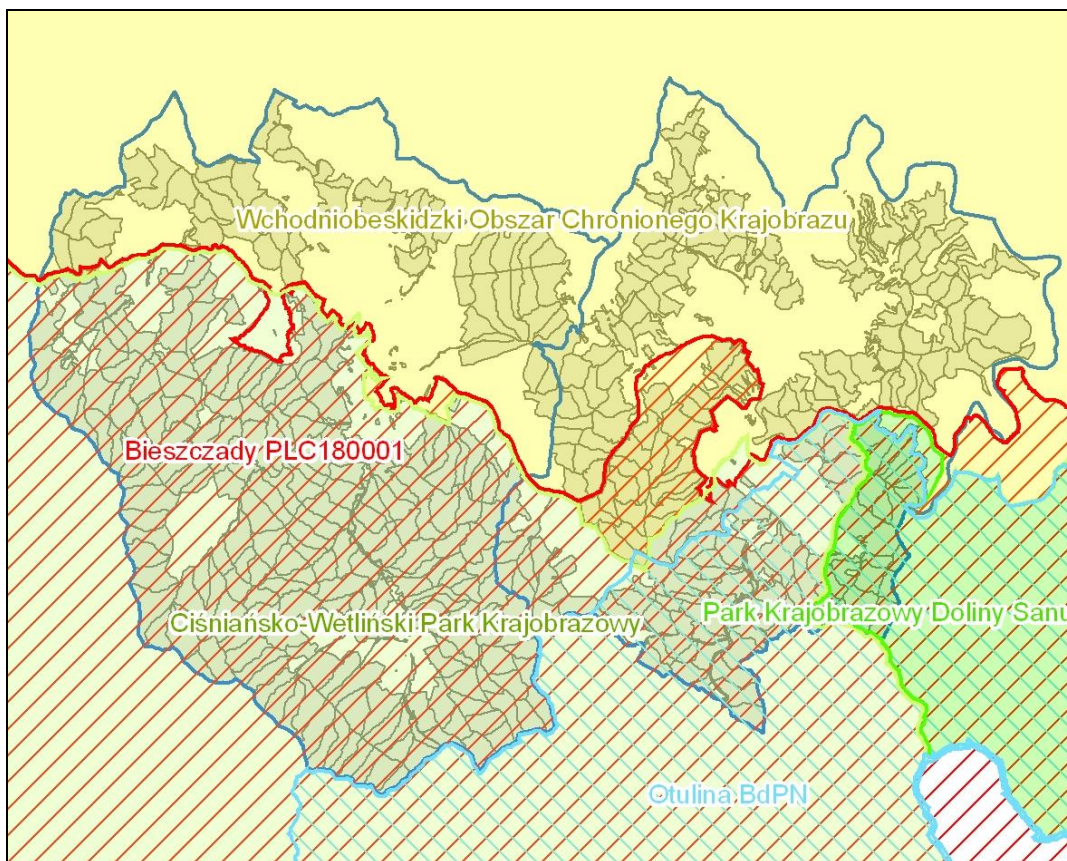 Wchodniobeskidzki Obszar Chronionego Krajobrazu
Bieszczady PLC180001
Ciśniańsko-Wetliński Park Krajobrazowy
Park Krajobrazowy Doliny Sanu
Otulina BdPN